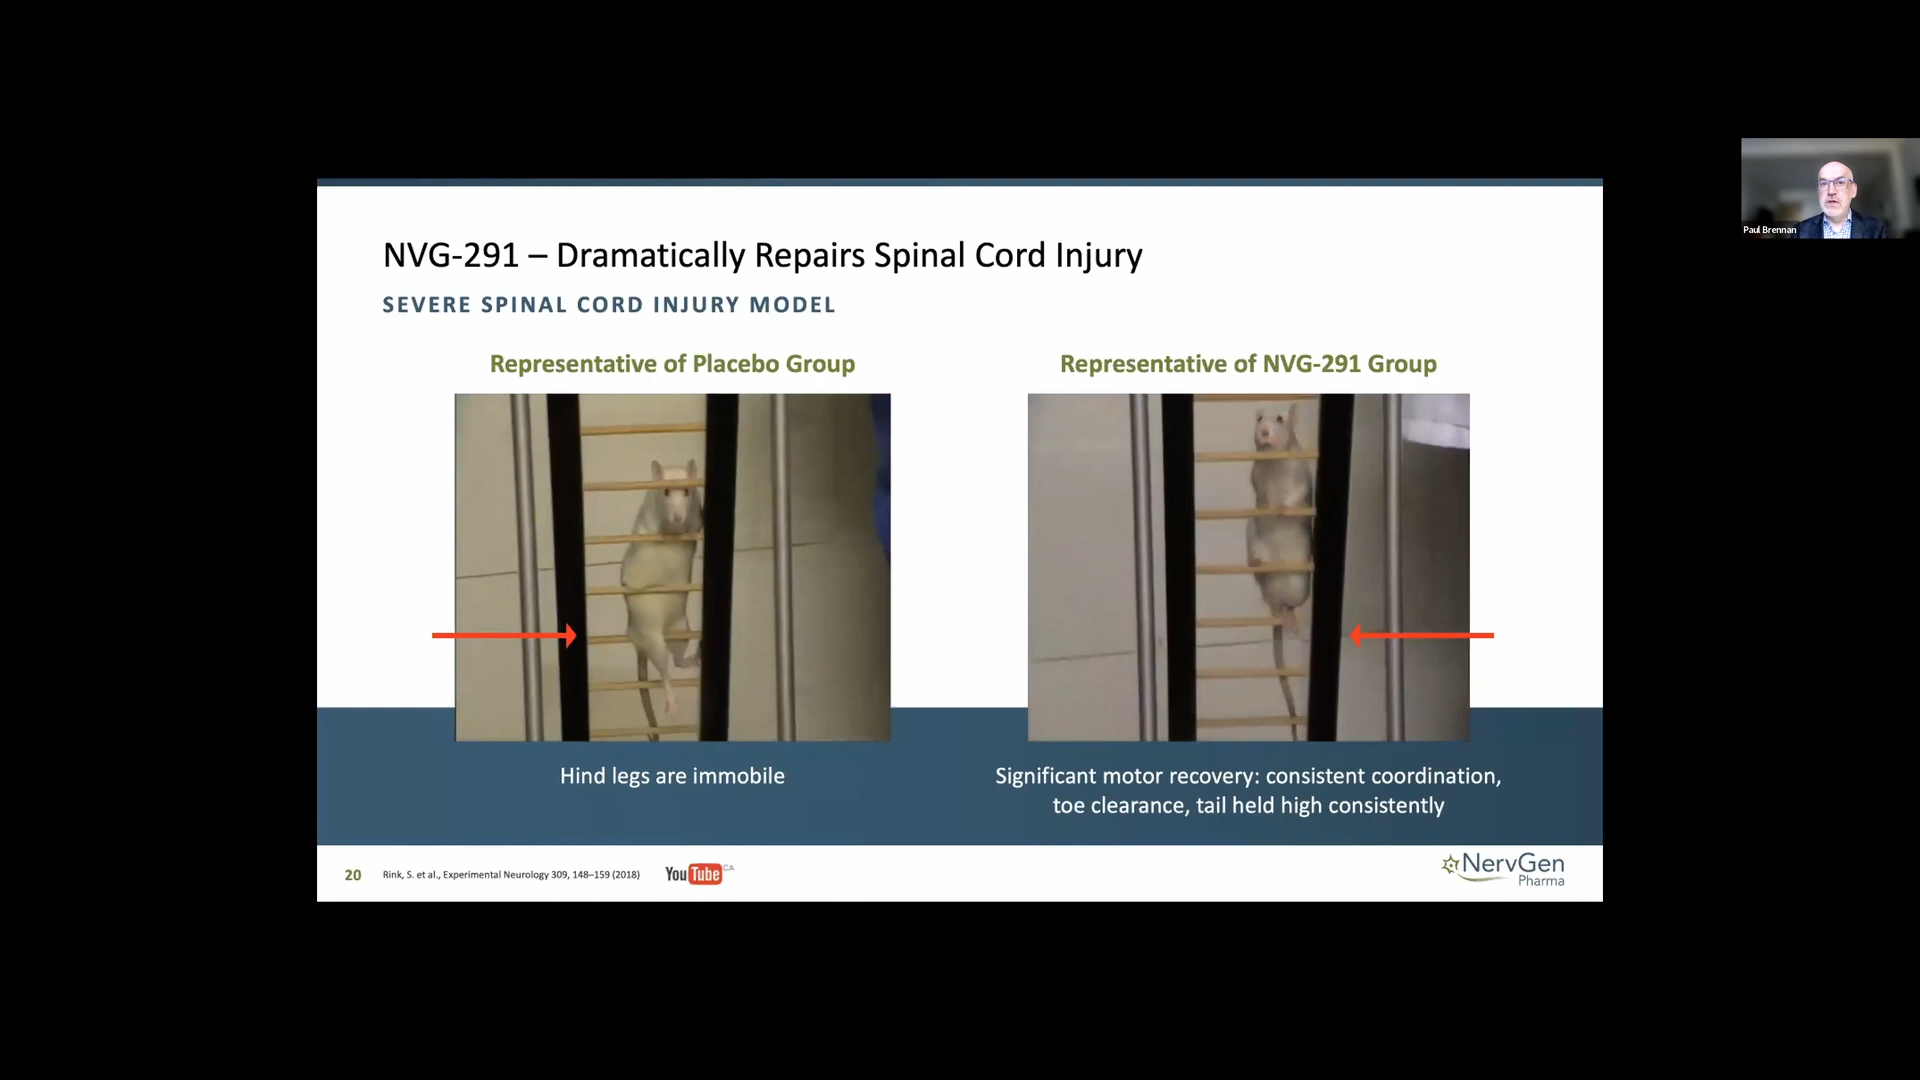 NVG-291 – Dramatically Repairs Spinal Cord Injury
SEVERE SPINAL CORD INJURY MODEL
Representative of Placebo Group
Representative of NVG-291 Group
Hind legs are immobile
Significant motor recovery: consistent coordination,
toe clearance, tail held high consistently
20
Rink, S. et al., Experimental Neurology 309, 148–159 (2018)
YouTube CA
NervGen
Pharma
Paul Brennan